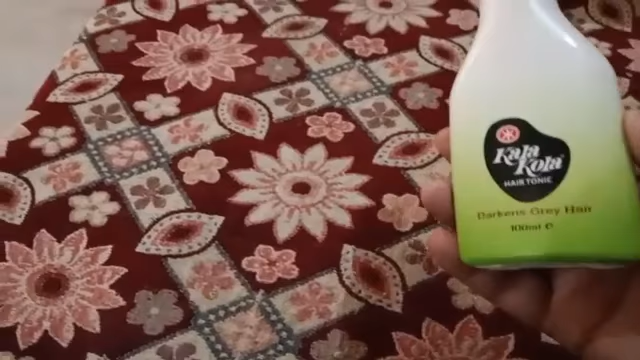 Kala
Kola
HAIR TONIC
Darkens Grey Hair
100ml e